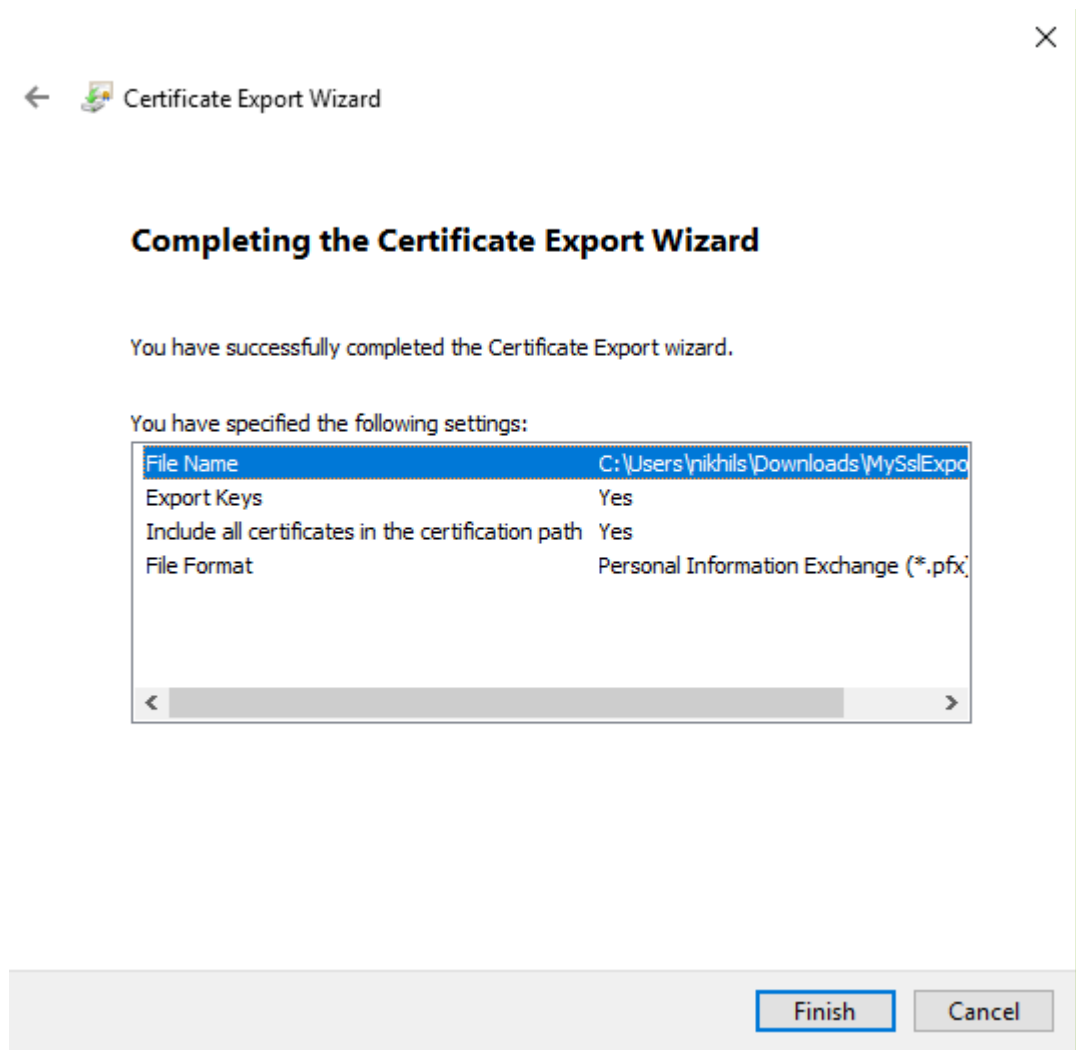 Certificate Export Wizard
Completing the Certificate Export Wizard
You have successfully completed the Certificate Export wizard.
You have specified the following settings:
File Name C:\Users\nikhils\Downloads\MySslExpo
Export Keys Yes
Include all certificates in the certification path Yes
File Format Personal Information Exchange (*.pfx)
Finish Cancel